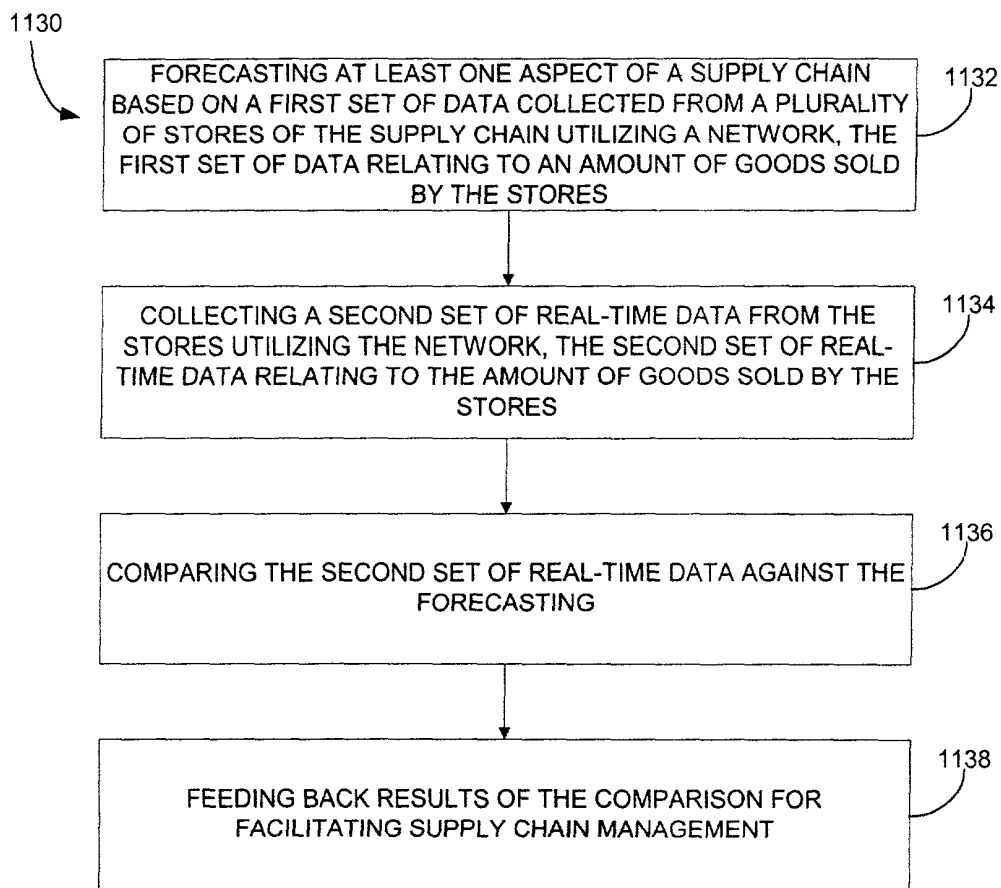 1130
FORECASTING AT LEAST ONE ASPECT OF A SUPPLY CHAIN
BASED ON A FIRST SET OF DATA COLLECTED FROM A PLURALITY
OF STORES OF THE SUPPLY CHAIN UTILIZING A NETWORK, THE
FIRST SET OF DATA RELATING TO AN AMOUNT OF GOODS SOLD
BY THE STORES
1132
COLLECTING A SECOND SET OF REAL-TIME DATA FROM THE
STORES UTILIZING THE NETWORK, THE SECOND SET OF REAL-
TIME DATA RELATING TO THE AMOUNT OF GOODS SOLD BY THE
STORES
1134
COMPARING THE SECOND SET OF REAL-TIME DATA AGAINST THE
FORECASTING
1136
FEEDING BACK RESULTS OF THE COMPARISON FOR
FACILITATING SUPPLY CHAIN MANAGEMENT
1138